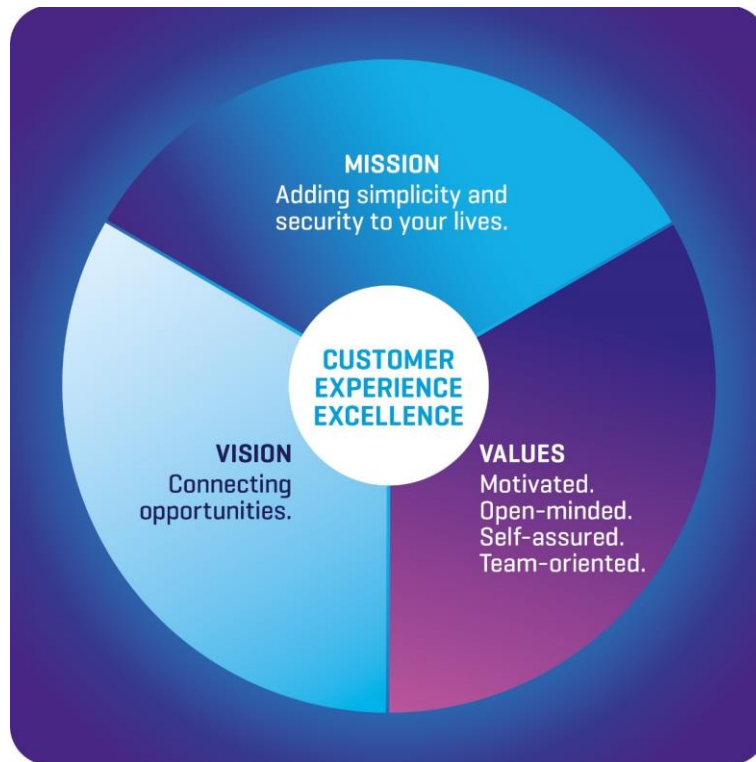 MISSION
Adding simplicity and
security to your lives.
CUSTOMER
EXPERIENCE
EXCELLENCE
VISION
Connecting
opportunities.
VALUES
Motivated.
Open-minded.
Self-assured.
Team-oriented.